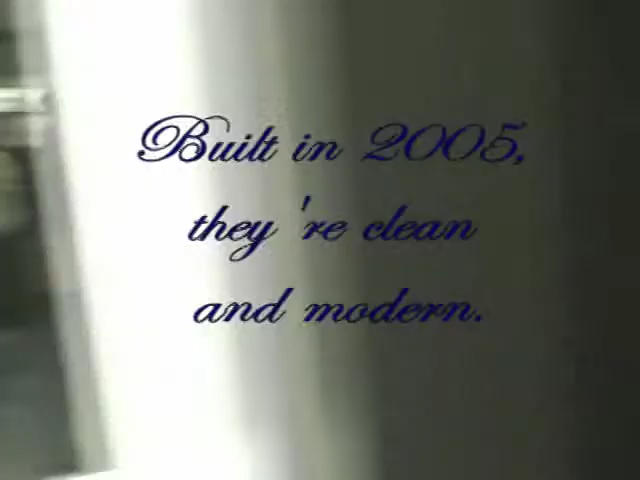 Built in 2005,
they 're clean
and modern.